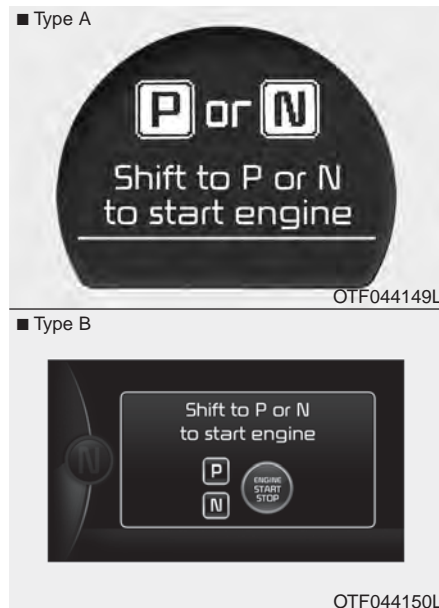 ■ Type A
P or N
Shift to P or N
to start engine
OTF044149L
■ Type B
Shift to P or N
to start engine
N
P
ENGINE
START
STOP
N
OTF044150L